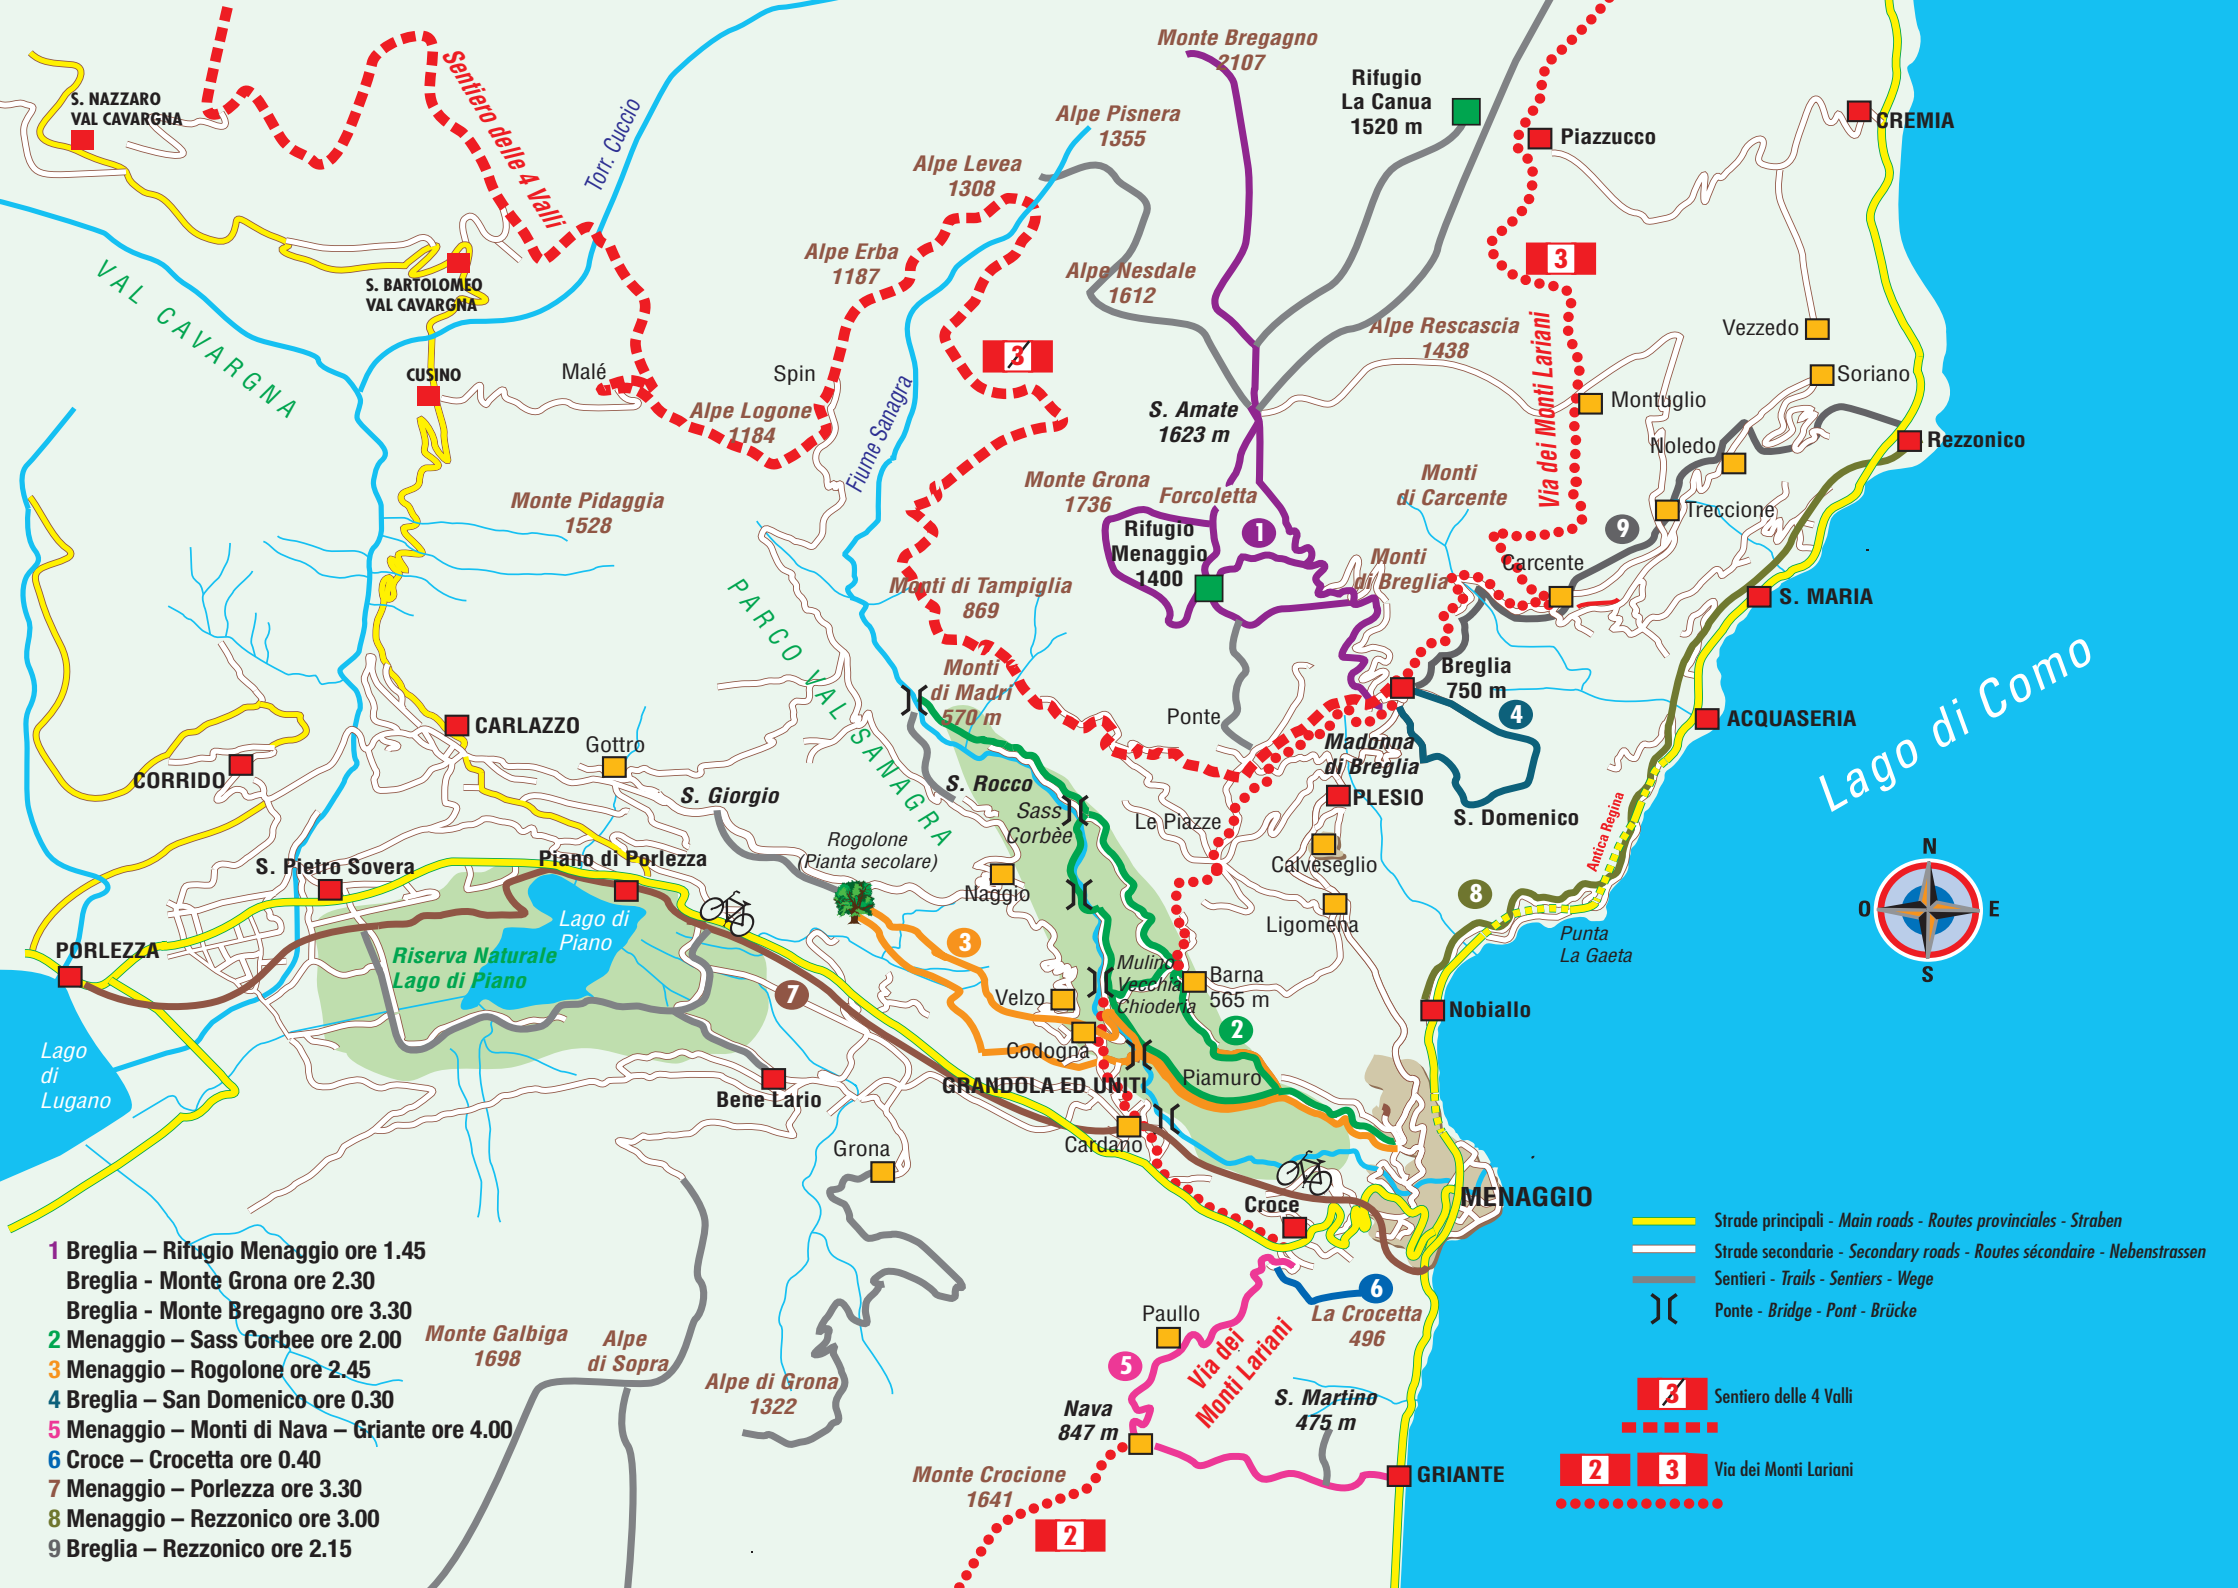 Monte Bregagno
2107
Rifugio
La Canua
1520 m
S. NAZZARO
VAL CAVARGNA
Sentiero delle 4 Valli
Torr. Cuccio
Alpe Pisnera
1355
Piazzucco
CREMIA
Alpe Levea
1308
Alpe Erba
1187
Alpe Nesdale
1612
3
VAL CAVARGNA
S. BARTOLOMEO
VAL CAVARGNA
Alpe Rescascia
1438
Via dei Monti Lariani
Vezzedo
Soriano
3
CUSINO
Malé
Spin
Fiume Sanagra
Alpe Logone
1184
S. Amate
1623 m
Montuglio
Noledo
Rezzonico
Monte Pidaggia
1528
Monte Grona
1736
Forcoletta
Monti
di Carcente
Treccione
Rifugio
Menaggio
1400
1
9
Monti
di Breglia
Carcente
Monti di Tampiglia
869
S. MARIA
PARCO VAL SANAGRA
Monti
di Madri
570 m
Breglia
750 m
Lago di Como
CARLAZZO
Ponte
4
ACQUASERIA
Gottro
Madonna
di Breglia
CORRIDO
S. Giorgio
S. Rocco
PLESIO
S. Domenico
Sass
Corbèe
Le Piazze
Antica Regina
Rogolone
(Pianta secolare)
Calveseglio
N
S. Pietro Sovera
Piano di Porlezza
Naggio
8
O
E
S
Lago di
Piano
Ligomena
PORLEZZA
Riserva Naturale
Lago di Piano
3
Punta
La Gaeta
Mulino
Vecchia
Chioderia
Barna
565 m
7
Velzo
Nobiallo
2
Lago
di
Lugano
Codogna
GRANDOLA ED UNITI
Piamuro
Bene Lario
Cardano
Grona
MENAGGIO
Croce
Strade principali - Main roads - Routes provinciales - Straben
Strade secondarie - Secondary roads - Routes sécondaire - Nebenstrassen
Sentieri - Trails - Sentiers - Wege
Ponte - Bridge - Pont - Brücke
1 Breglia – Rifugio Menaggio ore 1.45
Breglia - Monte Grona ore 2.30
Breglia - Monte Bregagno ore 3.30
2 Menaggio – Sass Corbee ore 2.00
3 Menaggio – Rogolone ore 2.45
4 Breglia – San Domenico ore 0.30
5 Menaggio – Monti di Nava – Griante ore 4.00
6 Croce – Crocetta ore 0.40
7 Menaggio – Porlezza ore 3.30
8 Menaggio – Rezzonico ore 3.00
9 Breglia – Rezzonico ore 2.15
6
La Crocetta
496
Paullo
Via dei
Monti Lariani
Monte Galbiga
1698
Alpe
di Sopra
5
Alpe di Grona
1322
Nava
847 m
S. Martino
475 m
3
Sentiero delle 4 Valli
Monte Crocione
1641
GRIANTE
2
3
Via dei Monti Lariani
2